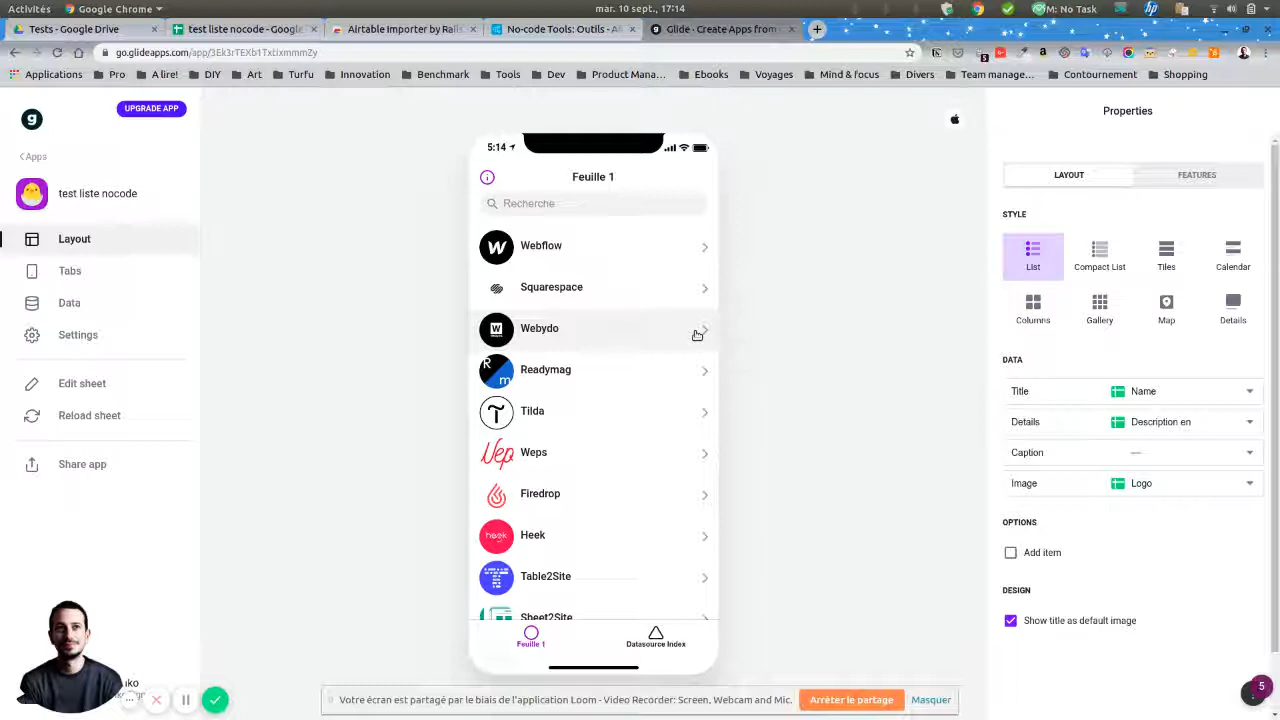 Activités
Google Chrome
mar. 10 sept., 17:14
M: No Task
Tests - Google Drive
test liste nocode - Google
Airtable Importer by Rails
No-code Tools: Outils - Ai
Glide - Create Apps from
go.glideapps.com/app/
Applications
Pro
A lire!
DIY
Art
Turfu
Innovation
Benchmark
Tools
Dev
Product Mana...
Ebooks
Voyages
Mind & focus
Divers
Team manage...
Contournement
Shopping
g
UPGRADE APP
Apps
test liste nocode
Layout
Tabs
Data
Settings
Edit sheet
Reload sheet
Share app
5:14
Feuille 1
Recherche
Webflow
Squarespace
Webydo
Readymag
Tilda
Weps
Firedrop
heek
Heek
Table2Site
Sheet2Site
Feuille 1
Datasource Index
Properties
LAYOUT
FEATURES
STYLE
List
Compact List
Tiles
Calendar
Columns
Gallery
Map
Details
DATA
Title
Name
Details
Description en
Caption
—
Image
Logo
OPTIONS
Add item
DESIGN
Show title as default image
Votre écran est partagé par le biais de l'application Loom - Video Recorder: Screen, Webcam and Mic.
Arrêter le partage
Masquer
5